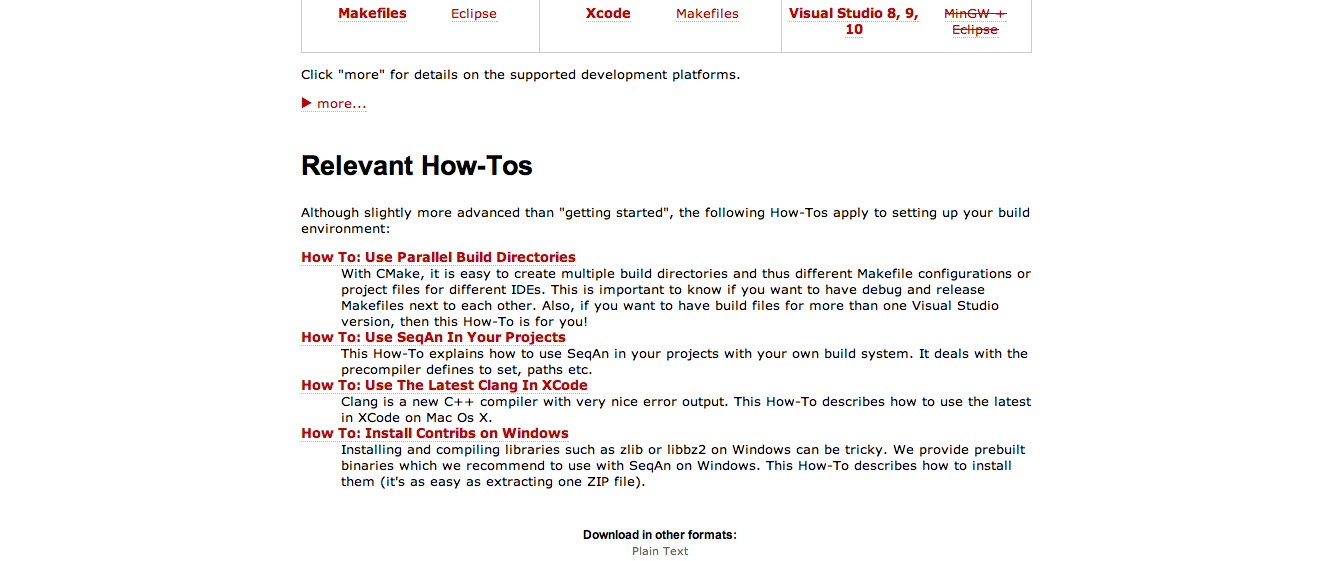 Makefiles Eclipse Xcode Makefiles Visual Studio 8, 9, MinGW +
10 Eclipse
Click "more" for details on the supported development platforms.
more...
Relevant How-Tos
Although slightly more advanced than "getting started", the following How-Tos apply to setting up your build
environment:
How To: Use Parallel Build Directories
With CMake, it is easy to create multiple build directories and thus different Makefile configurations or
project files for different IDEs. This is important to know if you want to have debug and release
Makefiles next to each other. Also, if you want to have build files for more than one Visual Studio
version, then this How-To is for you!
How To: Use SeqAn In Your Projects
This How-To explains how to use SeqAn in your projects with your own build system. It deals with the
precompiler defines to set, paths etc.
How To: Use The Latest Clang In XCode
Clang is a new C++ compiler with very nice error output. This How-To describes how to use the latest
in XCode on Mac Os X.
How To: Install Contribs on Windows
Installing and compiling libraries such as zlib or libbz2 on Windows can be tricky. We provide prebuilt
binaries which we recommend to use with SeqAn on Windows. This How-To describes how to install
them (it's as easy as extracting one ZIP file).
Download in other formats:
Plain Text